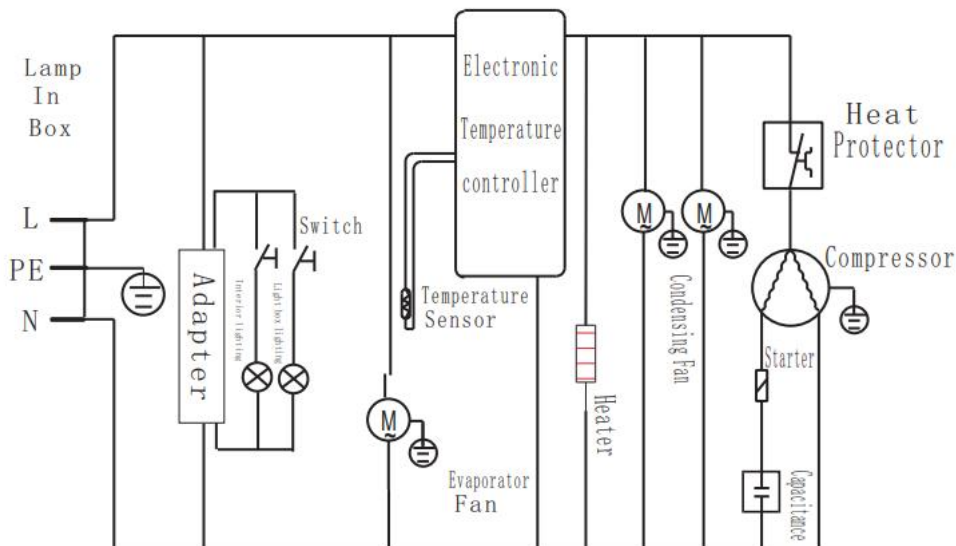 Lamp
In
Box
L
PE
N
Adapter
Interior lighting
Light box lighting
Switch
Electronic
Temperature
controller
Temperature
Sensor
M
~
Evaporator
Fan
Heater
M
~
M
~
Condensing Fan
Heat
Protector
Compressor
Starter
Capacitance